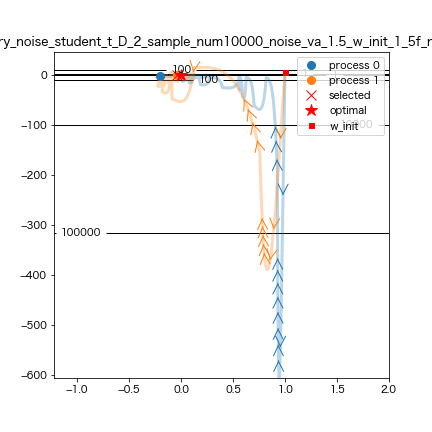 ry_noise_student_t_D_2_sample_num10000_noise_va_1.5_w_init_1_5f_n
process 0
process 1
selected
optimal
w_init
100
100
100000
0
−100
−200
−300
−400
−500
−600
−1.0
−0.5
0.0
0.5
1.0
1.5
2.0